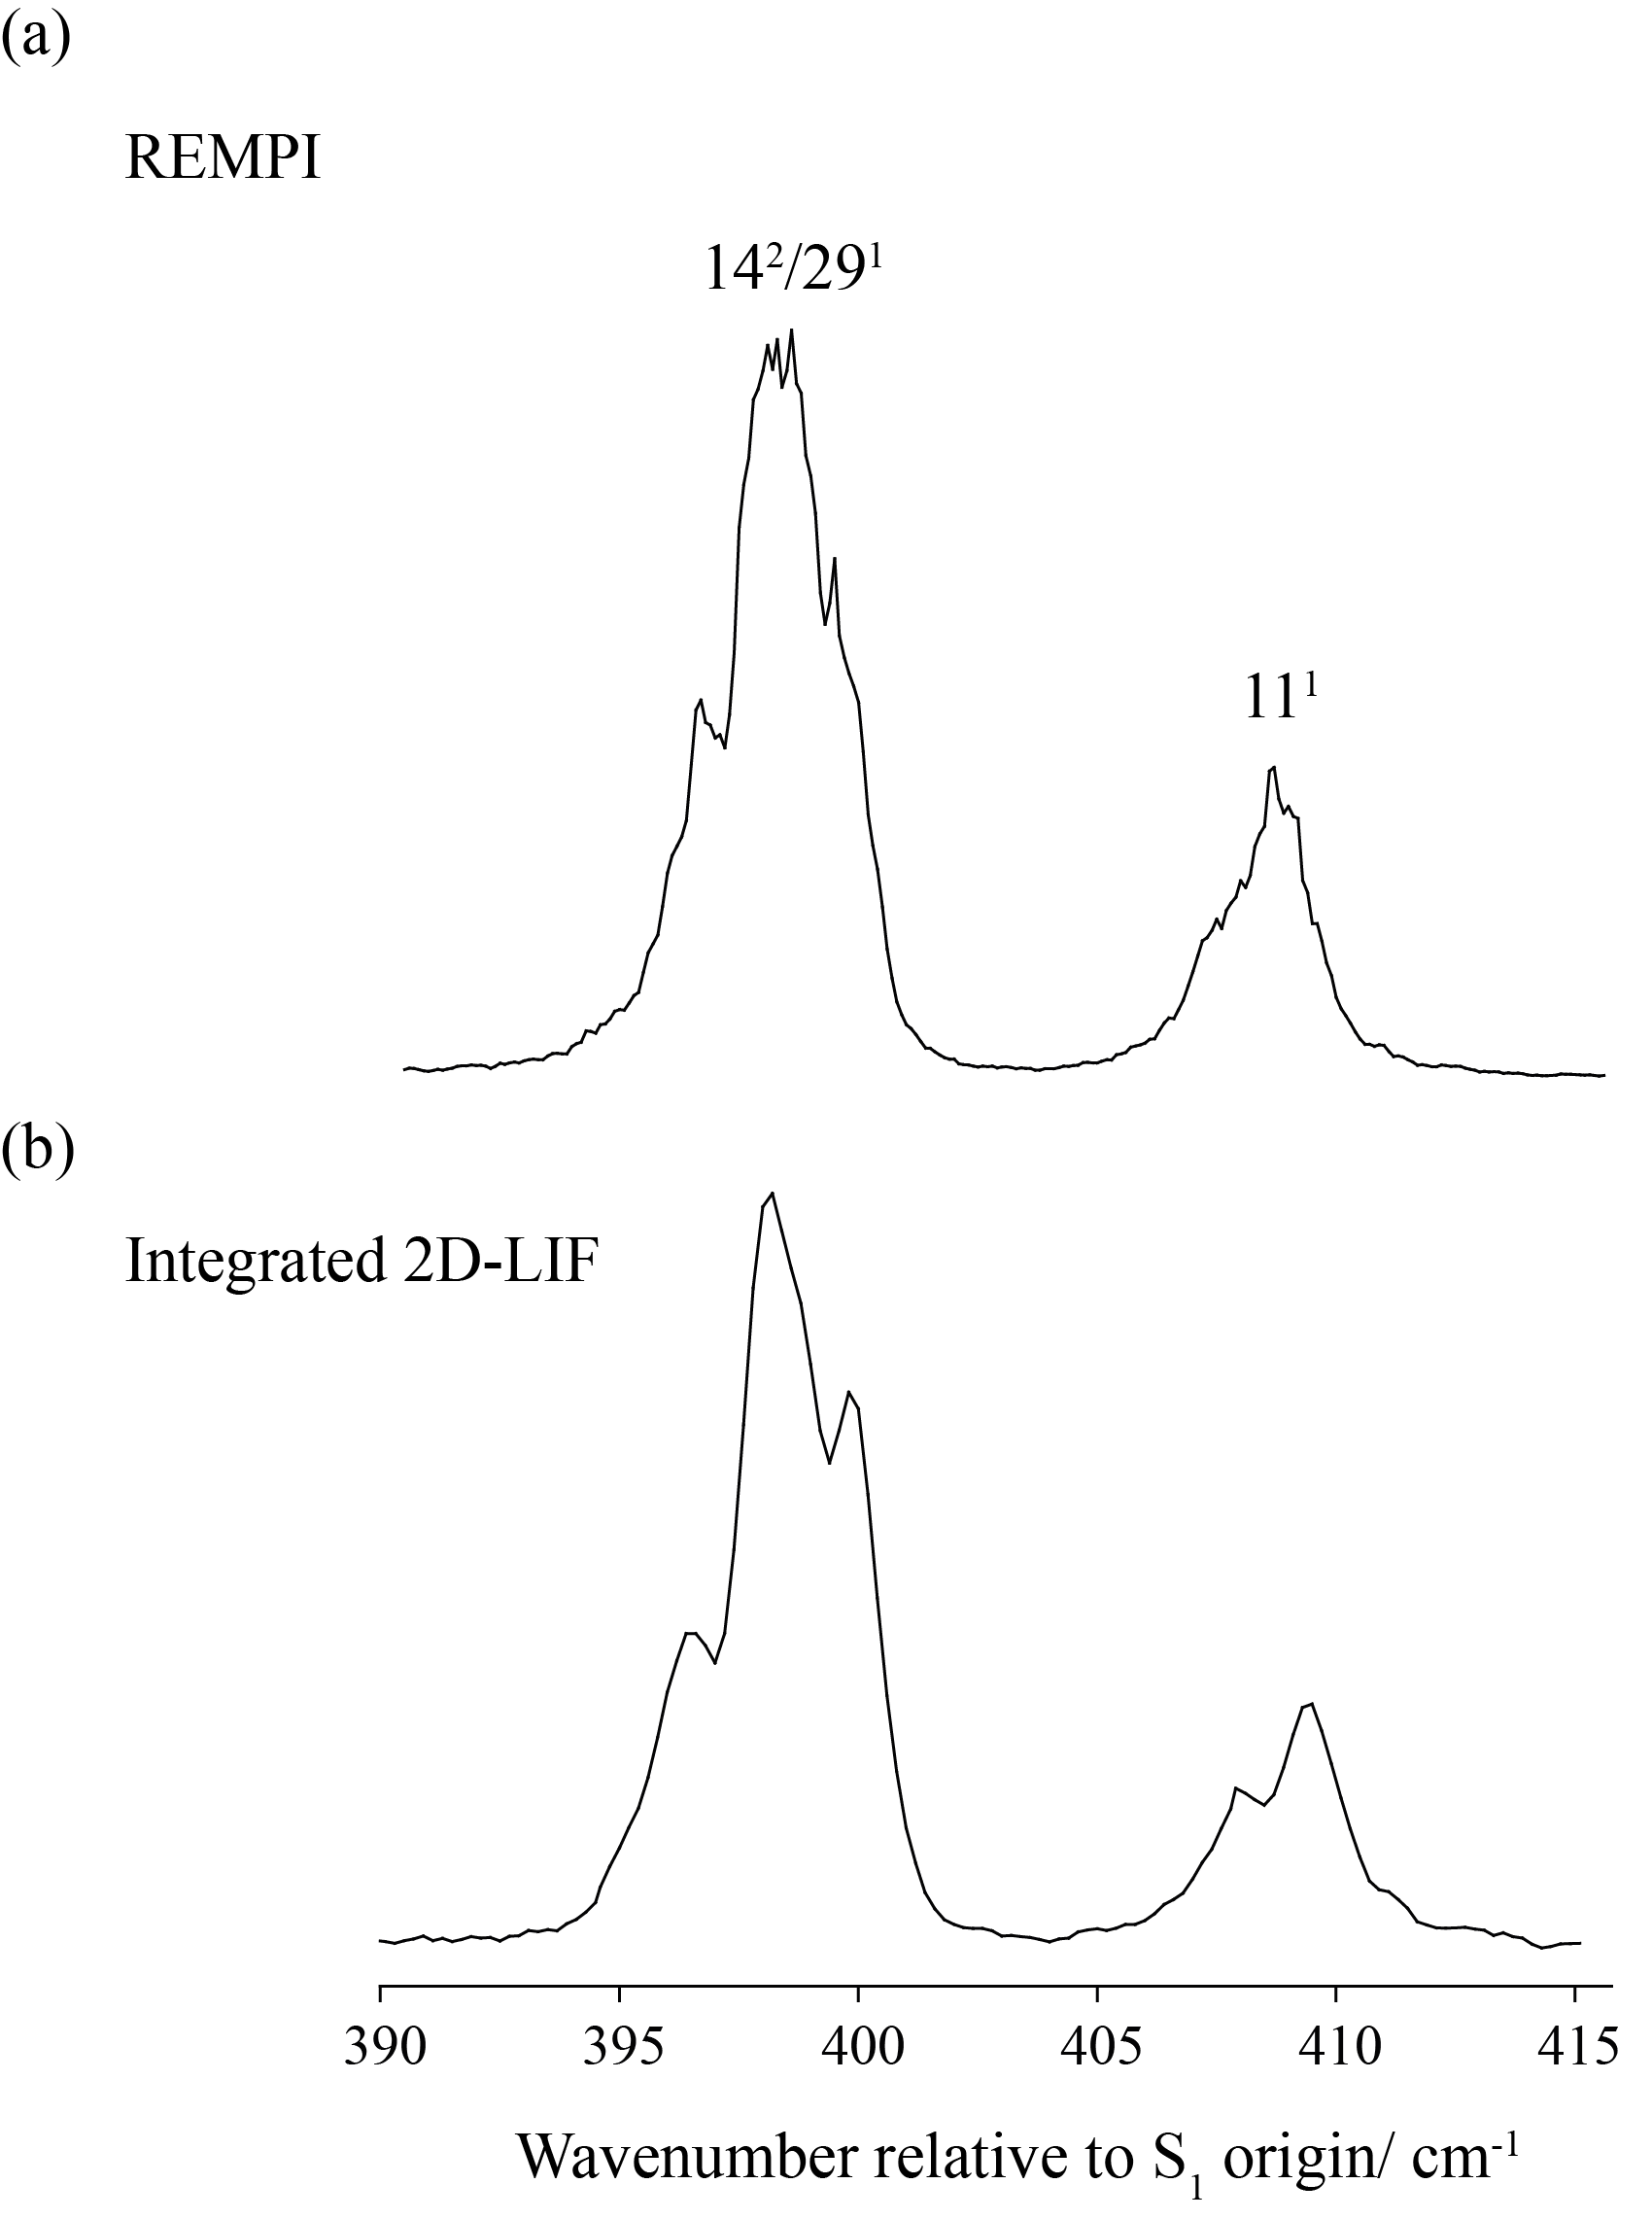 (a)
REMPI
14²/29¹
11¹
(b)
Integrated 2D-LIF
390 395 400 405 410 415
Wavenumber relative to S₁ origin/ cm⁻¹